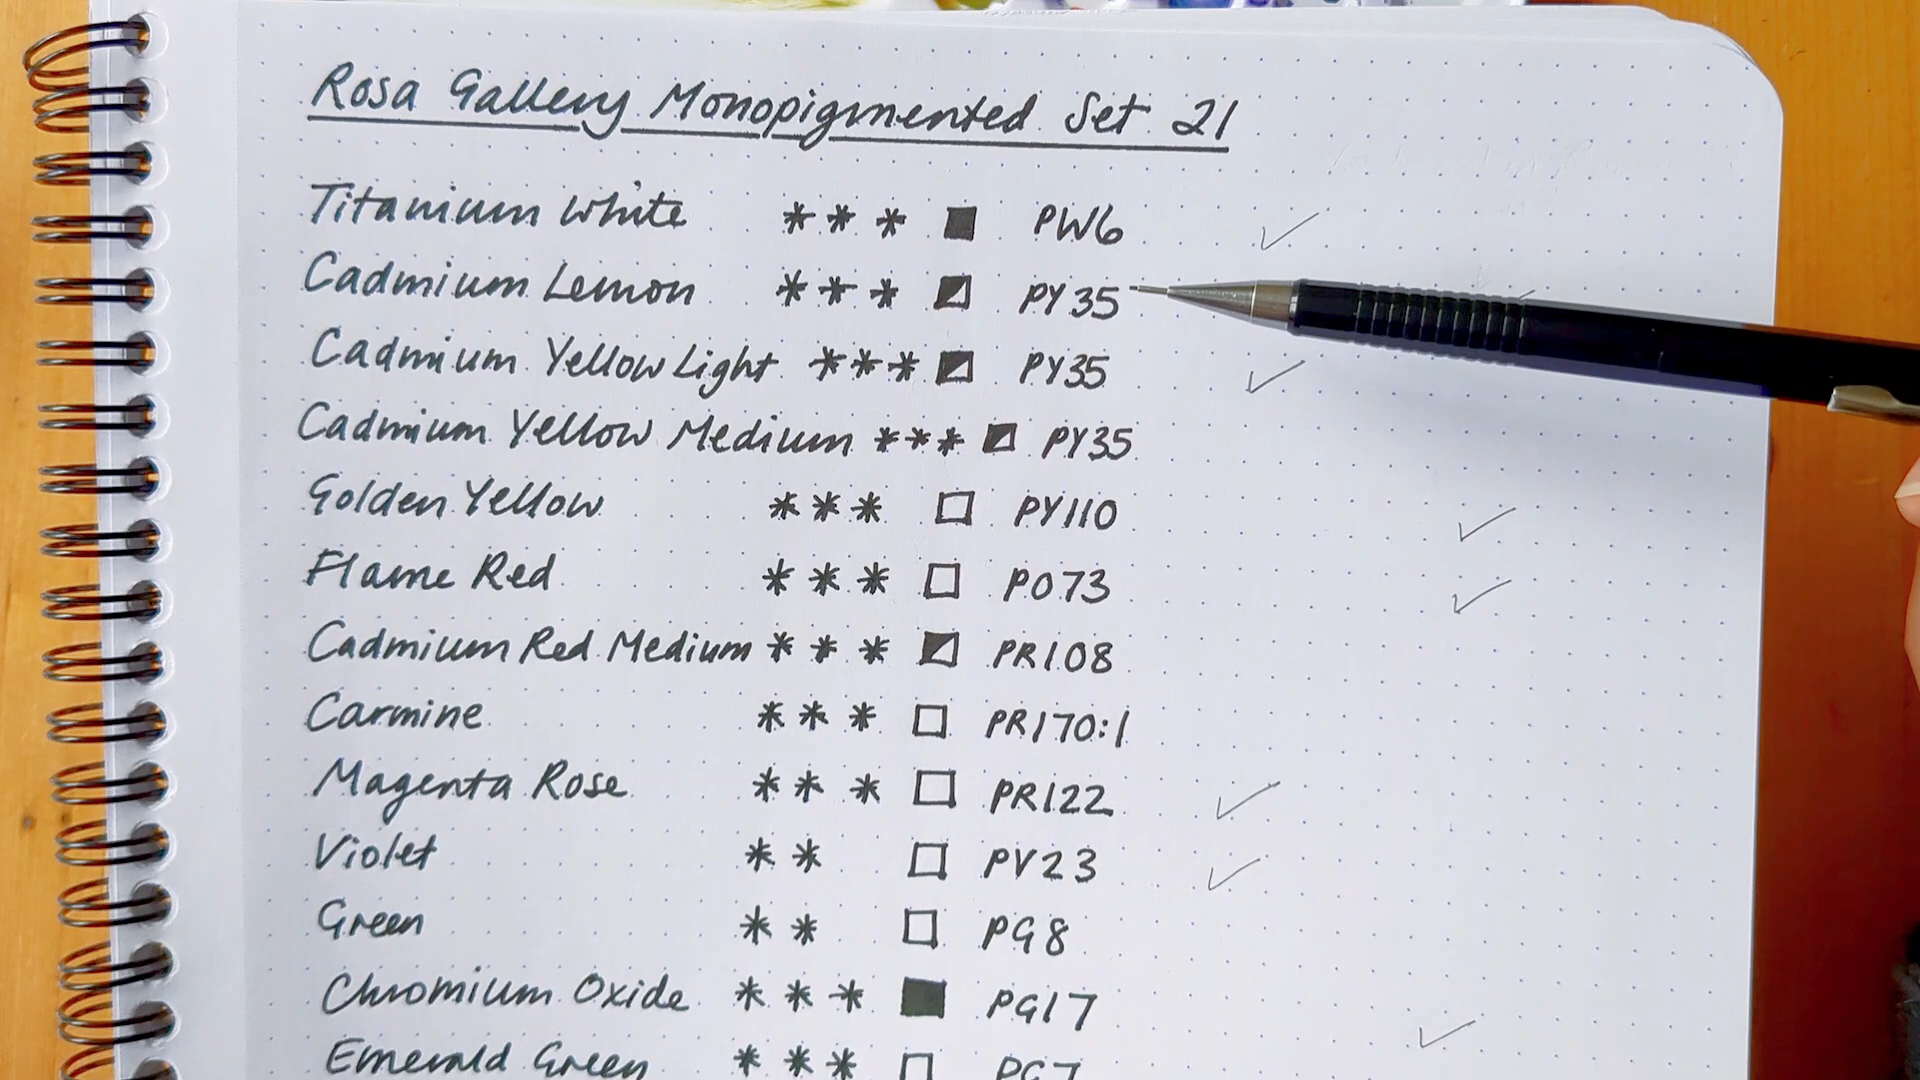 Rosa Gallery Monopigmented Set 21
Titanium White *** ■ PW6 ✓
Cadmium Lemon *** ◩ PY35
Cadmium Yellow Light *** ◩ PY35 ✓
Cadmium Yellow Medium *** ◩ PY35
Golden Yellow *** □ PY110 ✓
Flame Red *** □ PO73 ✓
Cadmium Red Medium *** ◩ PR108
Carmine *** □ PR170:1
Magenta Rose *** □ PR122 ✓
Violet ** □ PV23 ✓
Green ** □ PG8
Chromium Oxide *** ■ PG17 ✓
Emerald Green *** □ PG7